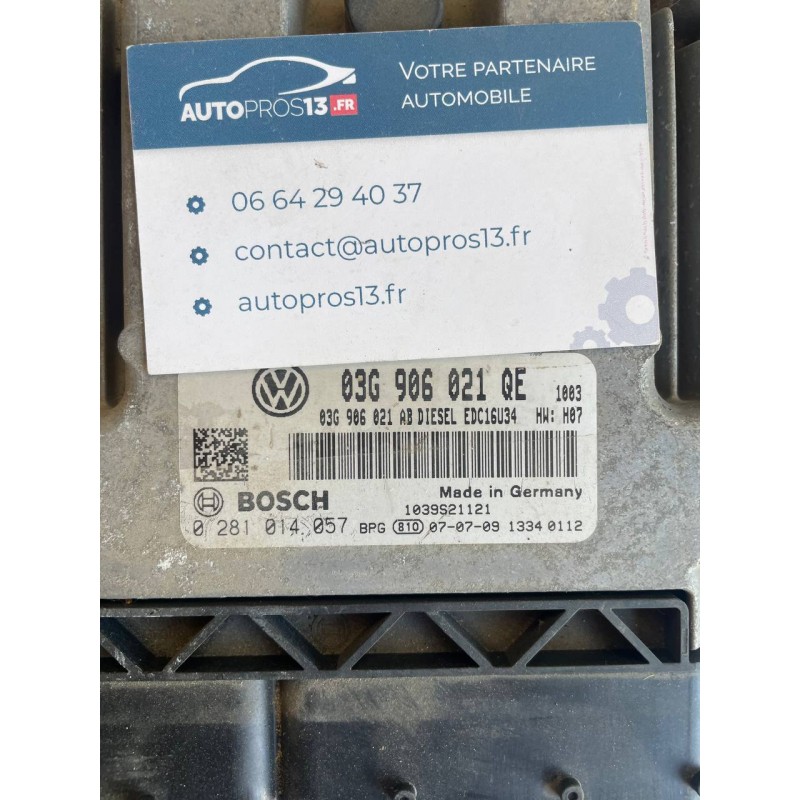 AUTOPROS13.FR
VOTRE PARTENAIRE
AUTOMOBILE
06 64 29 40 37
contact@autopros13.fr
autopros13.fr
03G 906 021 QE 1003
03G 906 021 AB DIESEL EDC16U34 HW: H07
BOSCH
Made in Germany
1039S21121
0 281 014 057 BPG 810 07-07-09 1334 0112